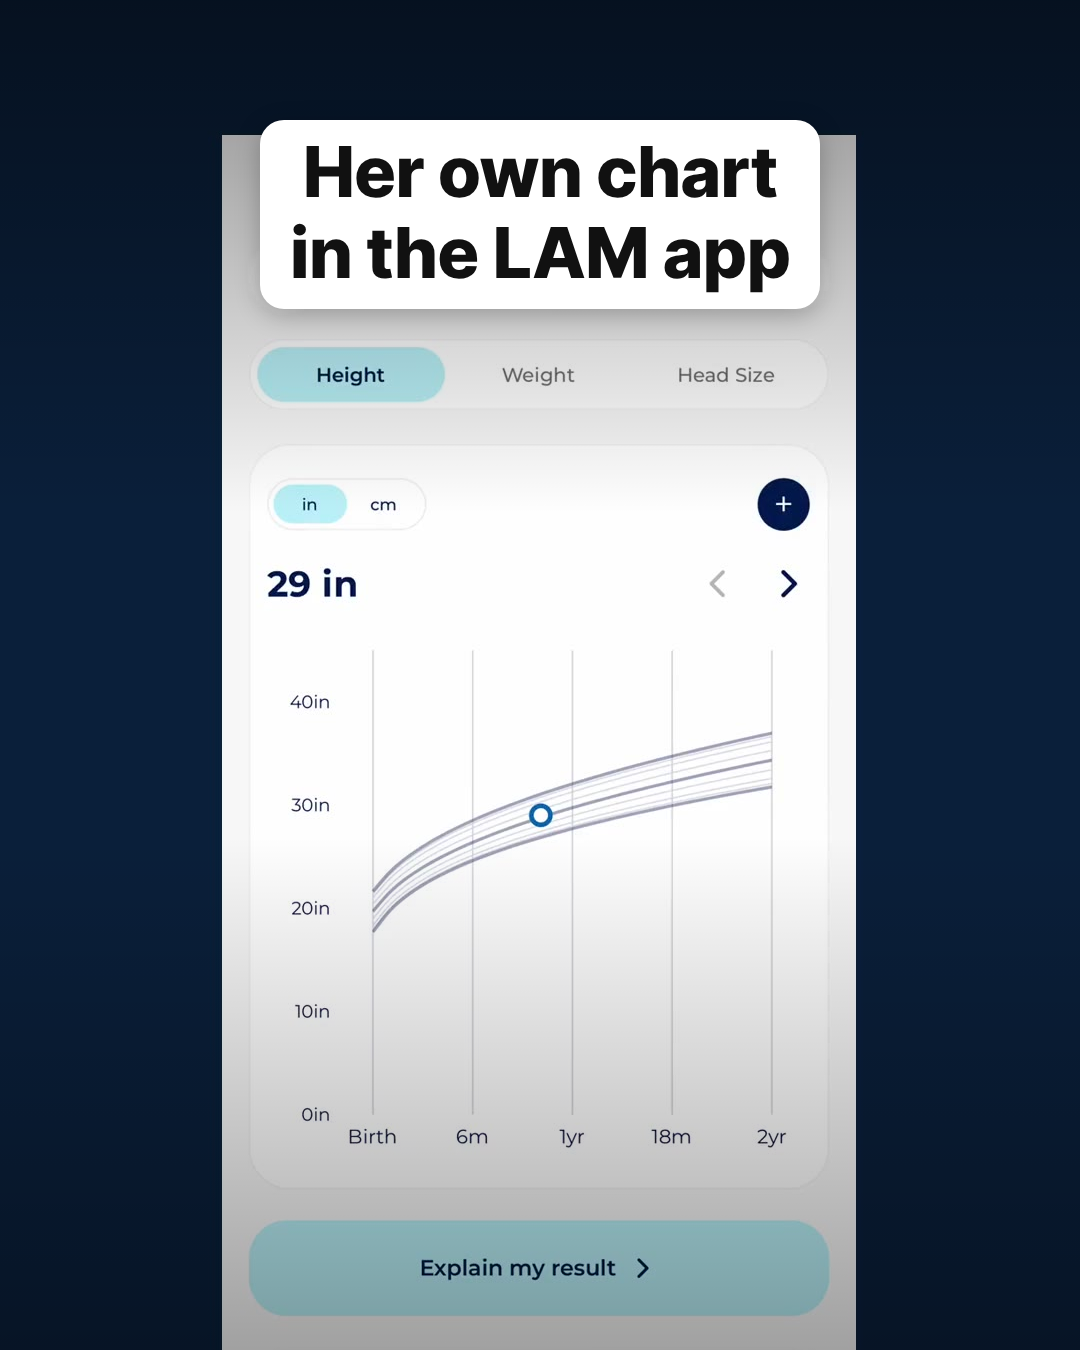 Her own chart
in the LAM app
Height Weight Head Size
in cm +
29 in
40in
30in
20in
10in
0in
Birth 6m 1yr 18m 2yr
Explain my result